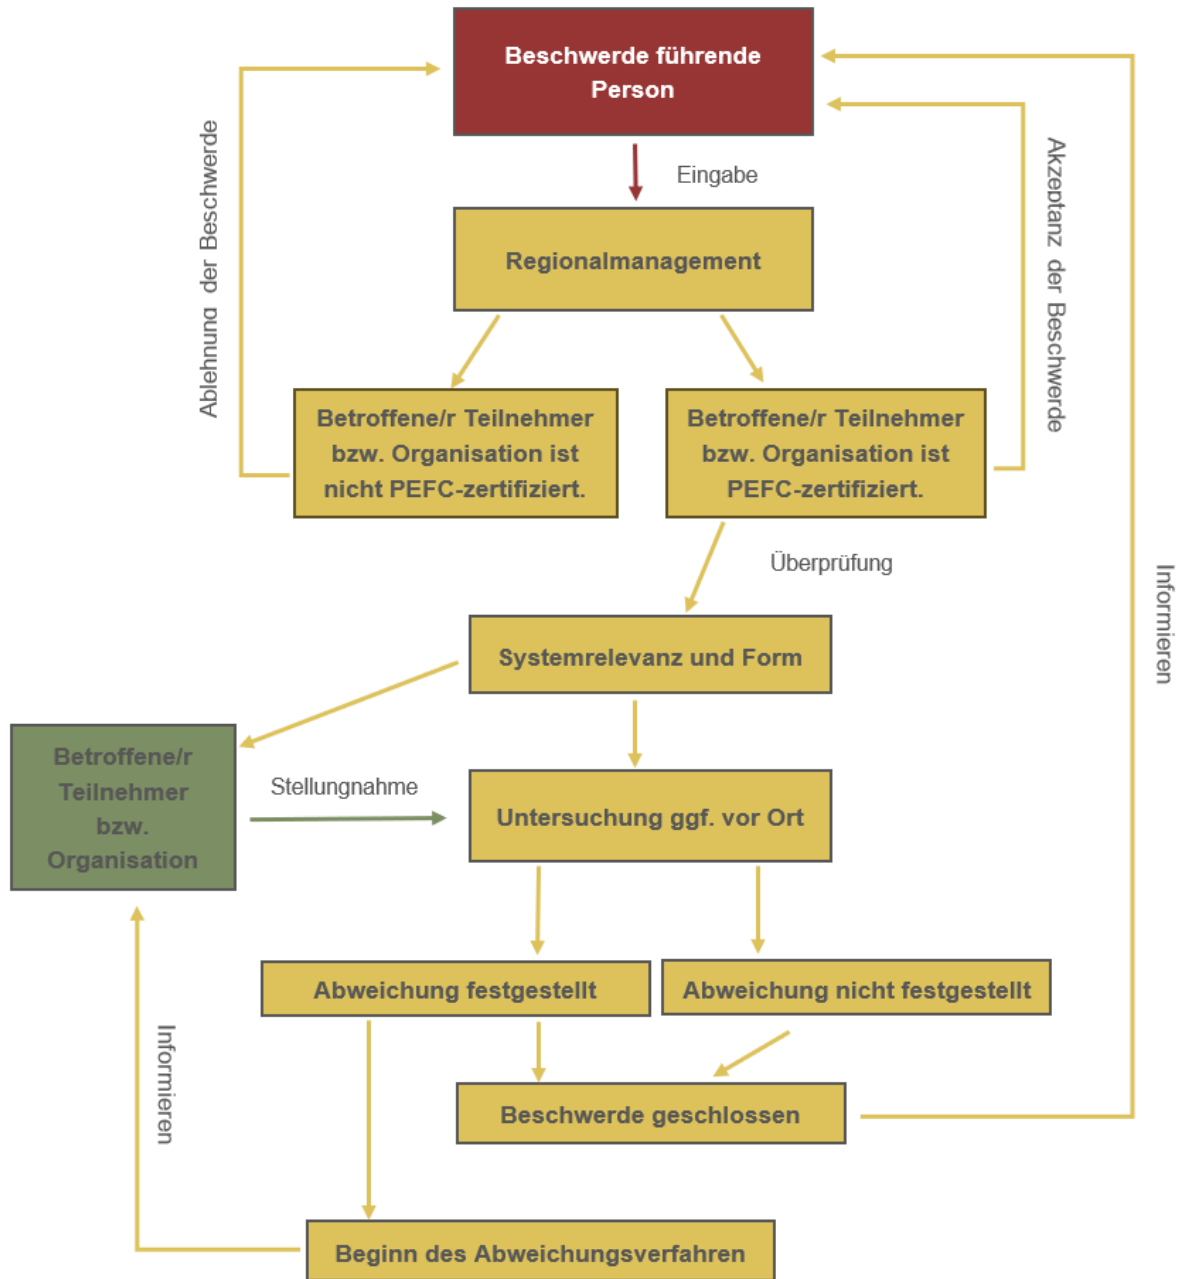 Beschwerde führende
Person
Eingabe
Ablehnung der Beschwerde
Akzeptanz der Beschwerde
Regionalmanagement
Betroffene/r Teilnehmer
bzw. Organisation ist
nicht PEFC-zertifiziert.
Betroffene/r Teilnehmer
bzw. Organisation ist
PEFC-zertifiziert.
Überprüfung
Informieren
Systemrelevanz und Form
Betroffene/r
Teilnehmer
bzw.
Organisation
Stellungnahme
Untersuchung ggf. vor Ort
Abweichung festgestellt
Abweichung nicht festgestellt
Informieren
Beschwerde geschlossen
Beginn des Abweichungsverfahren